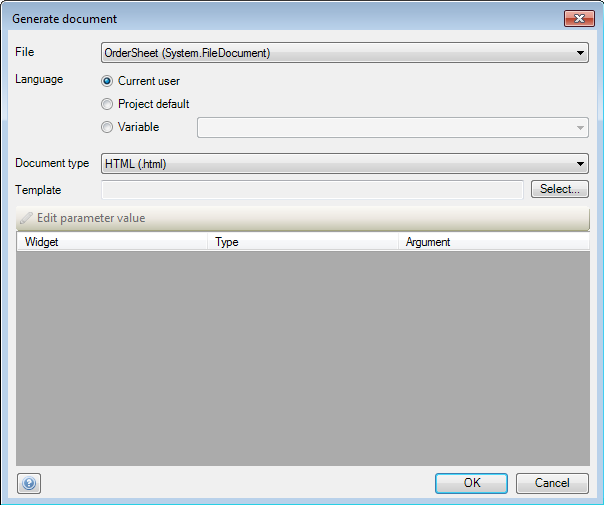 Generate document
File OrderSheet (System.FileDocument)
Language Current user
Project default
Variable
Document type HTML (.html)
Template Select...
Edit parameter value
Widget Type Argument
? OK Cancel